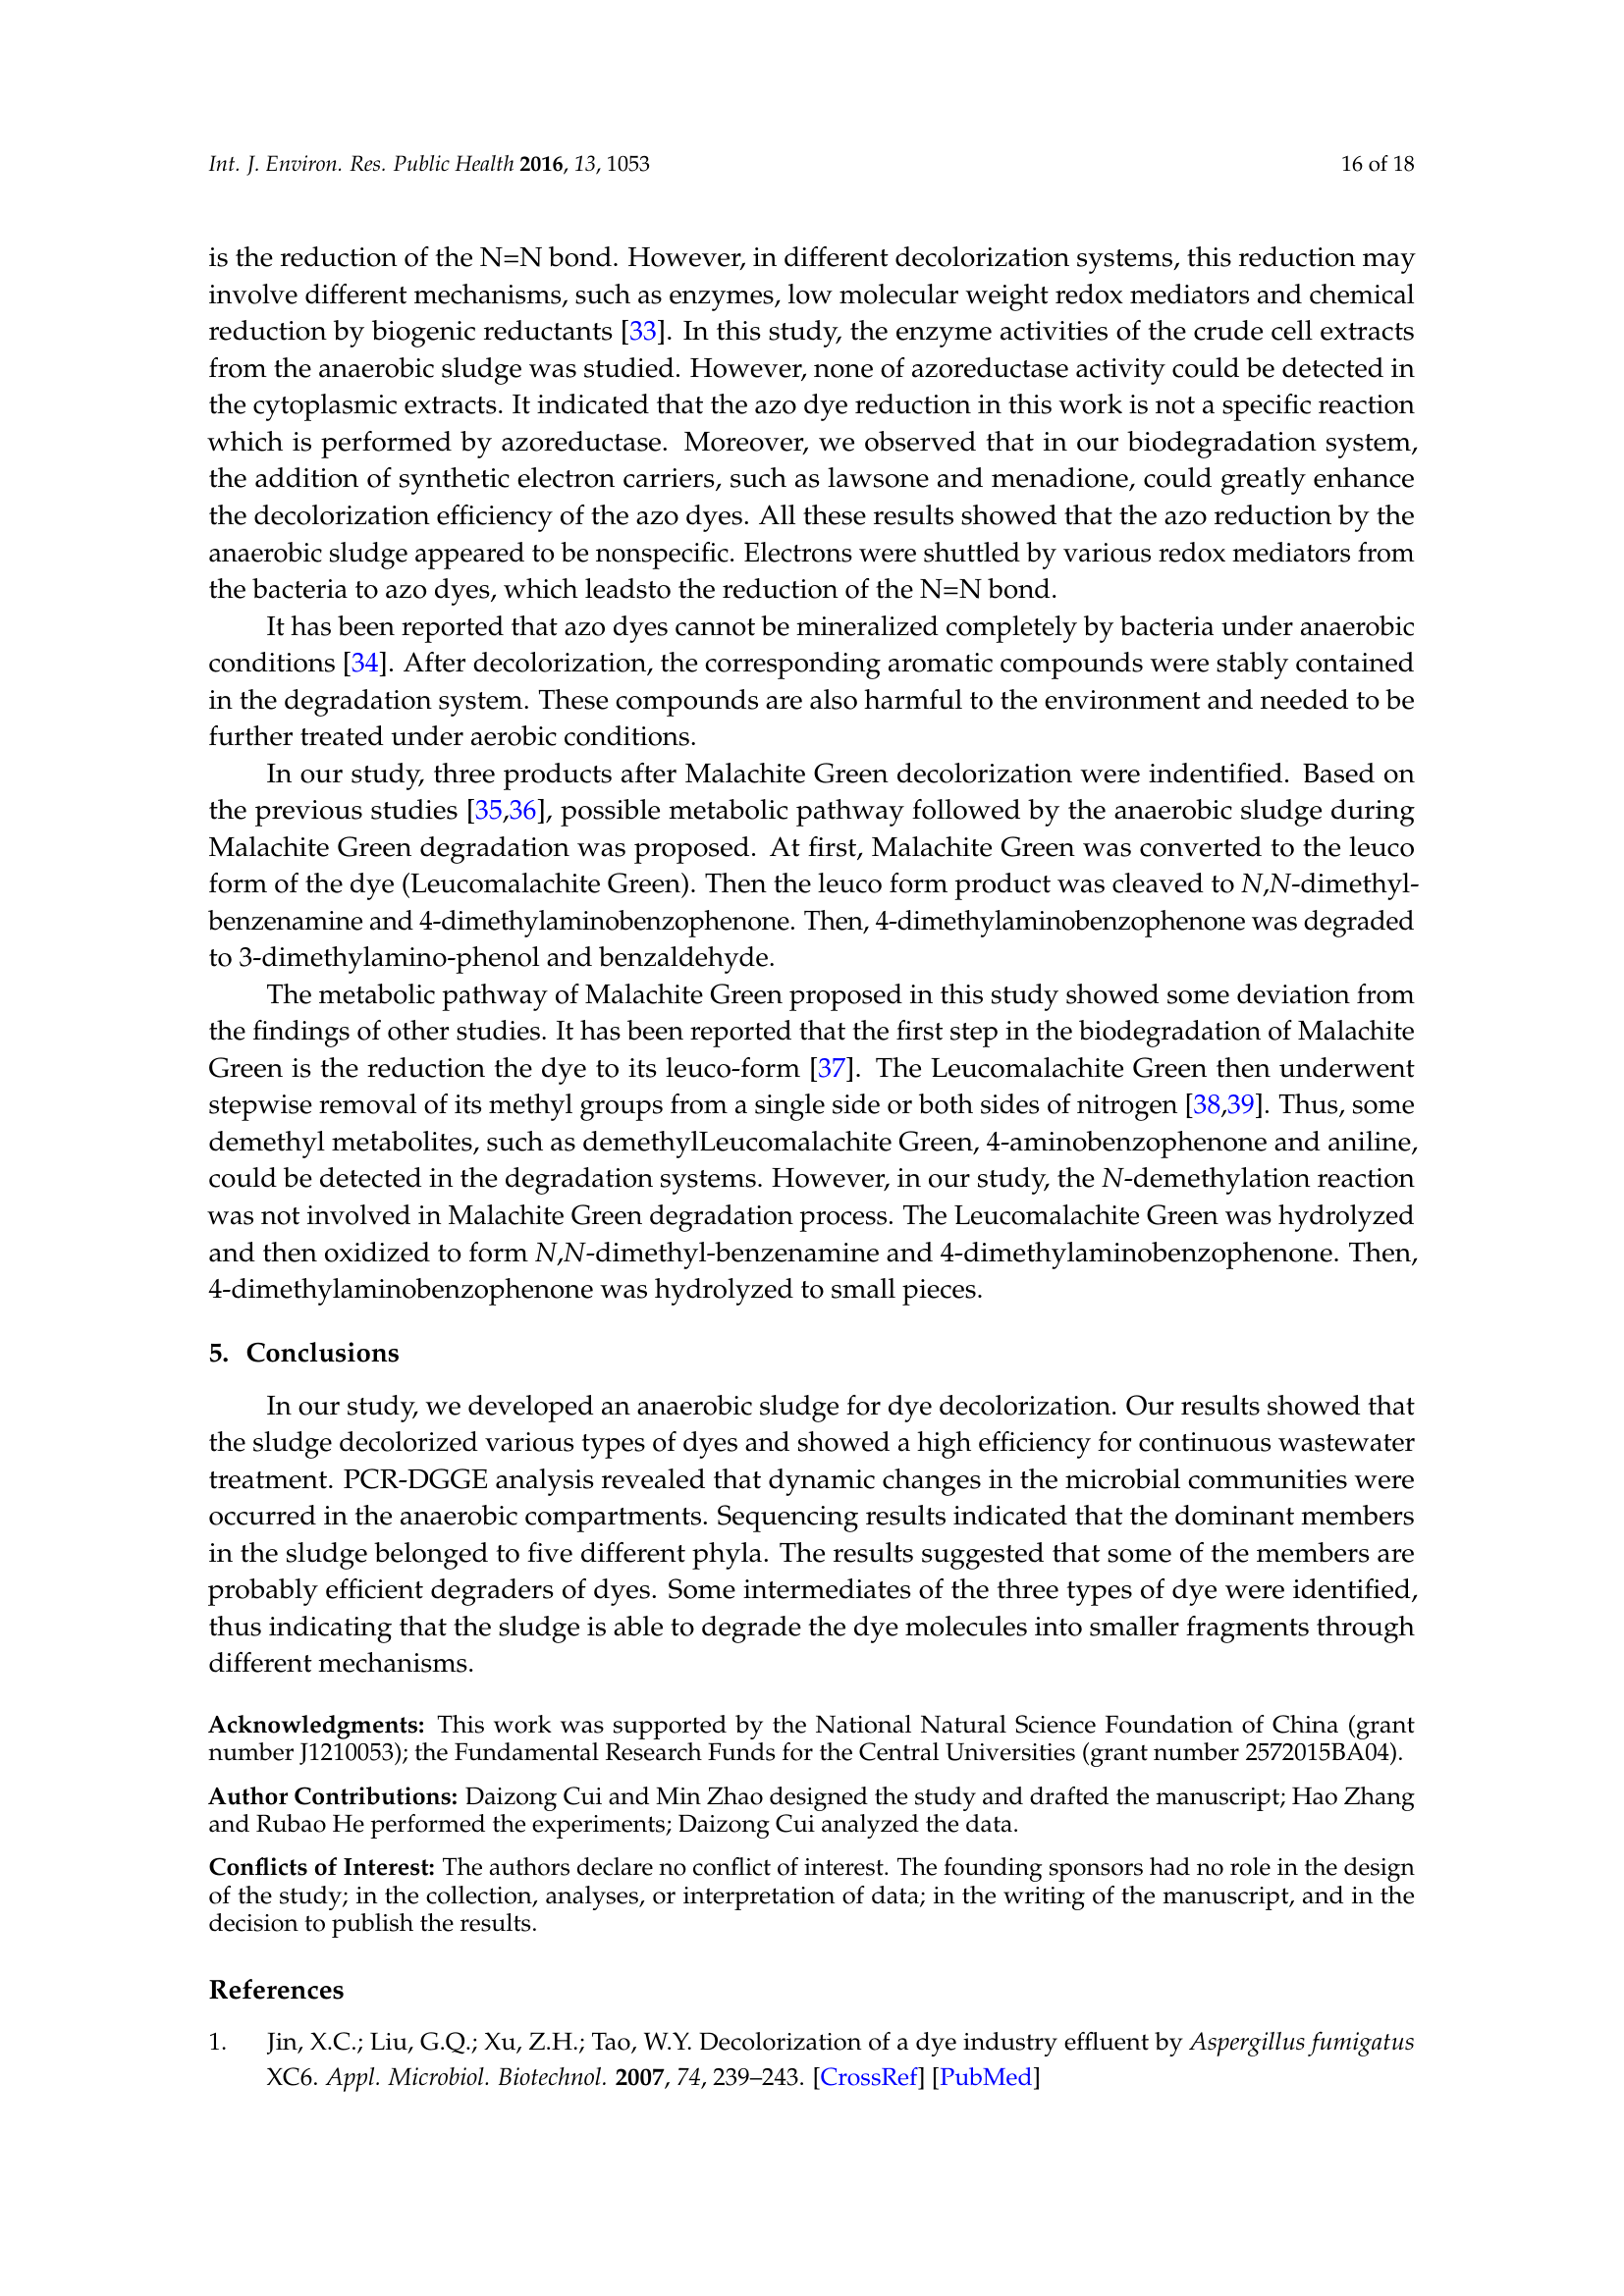 Int. J. Environ. Res. Public Health 2016, 13, 1053 16 of 18
is the reduction of the N=N bond. However, in different decolorization systems, this reduction may
involve different mechanisms, such as enzymes, low molecular weight redox mediators and chemical
reduction by biogenic reductants [33]. In this study, the enzyme activities of the crude cell extracts
from the anaerobic sludge was studied. However, none of azoreductase activity could be detected in
the cytoplasmic extracts. It indicated that the azo dye reduction in this work is not a specific reaction
which is performed by azoreductase. Moreover, we observed that in our biodegradation system,
the addition of synthetic electron carriers, such as lawsone and menadione, could greatly enhance
the decolorization efficiency of the azo dyes. All these results showed that the azo reduction by the
anaerobic sludge appeared to be nonspecific. Electrons were shuttled by various redox mediators from
the bacteria to azo dyes, which leadsto the reduction of the N=N bond.
It has been reported that azo dyes cannot be mineralized completely by bacteria under anaerobic
conditions [34]. After decolorization, the corresponding aromatic compounds were stably contained
in the degradation system. These compounds are also harmful to the environment and needed to be
further treated under aerobic conditions.
In our study, three products after Malachite Green decolorization were indentified. Based on
the previous studies [35,36], possible metabolic pathway followed by the anaerobic sludge during
Malachite Green degradation was proposed. At first, Malachite Green was converted to the leuco
form of the dye (Leucomalachite Green). Then the leuco form product was cleaved to N,N-dimethyl-
benzenamine and 4-dimethylaminobenzophenone. Then, 4-dimethylaminobenzophenone was degraded
to 3-dimethylamino-phenol and benzaldehyde.
The metabolic pathway of Malachite Green proposed in this study showed some deviation from
the findings of other studies. It has been reported that the first step in the biodegradation of Malachite
Green is the reduction the dye to its leuco-form [37]. The Leucomalachite Green then underwent
stepwise removal of its methyl groups from a single side or both sides of nitrogen [38,39]. Thus, some
demethyl metabolites, such as demethylLeucomalachite Green, 4-aminobenzophenone and aniline,
could be detected in the degradation systems. However, in our study, the N-demethylation reaction
was not involved in Malachite Green degradation process. The Leucomalachite Green was hydrolyzed
and then oxidized to form N,N-dimethyl-benzenamine and 4-dimethylaminobenzophenone. Then,
4-dimethylaminobenzophenone was hydrolyzed to small pieces.
5. Conclusions
In our study, we developed an anaerobic sludge for dye decolorization. Our results showed that
the sludge decolorized various types of dyes and showed a high efficiency for continuous wastewater
treatment. PCR-DGGE analysis revealed that dynamic changes in the microbial communities were
occurred in the anaerobic compartments. Sequencing results indicated that the dominant members
in the sludge belonged to five different phyla. The results suggested that some of the members are
probably efficient degraders of dyes. Some intermediates of the three types of dye were identified,
thus indicating that the sludge is able to degrade the dye molecules into smaller fragments through
different mechanisms.
Acknowledgments: This work was supported by the National Natural Science Foundation of China (grant
number J1210053); the Fundamental Research Funds for the Central Universities (grant number 2572015BA04).
Author Contributions: Daizong Cui and Min Zhao designed the study and drafted the manuscript; Hao Zhang
and Rubao He performed the experiments; Daizong Cui analyzed the data.
Conflicts of Interest: The authors declare no conflict of interest. The founding sponsors had no role in the design
of the study; in the collection, analyses, or interpretation of data; in the writing of the manuscript, and in the
decision to publish the results.
References
1. Jin, X.C.; Liu, G.Q.; Xu, Z.H.; Tao, W.Y. Decolorization of a dye industry effluent by Aspergillus fumigatus
XC6. Appl. Microbiol. Biotechnol. 2007, 74, 239–243. [CrossRef] [PubMed]